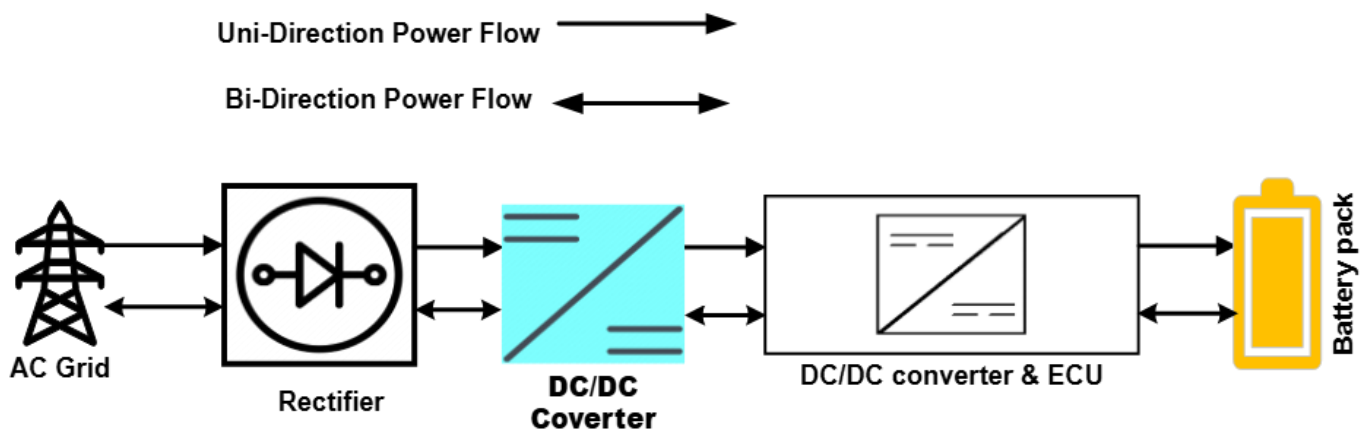 Uni-Direction Power Flow
Bi-Direction Power Flow
AC Grid
Rectifier
DC/DC
Coverter
DC/DC converter & ECU
Battery pack